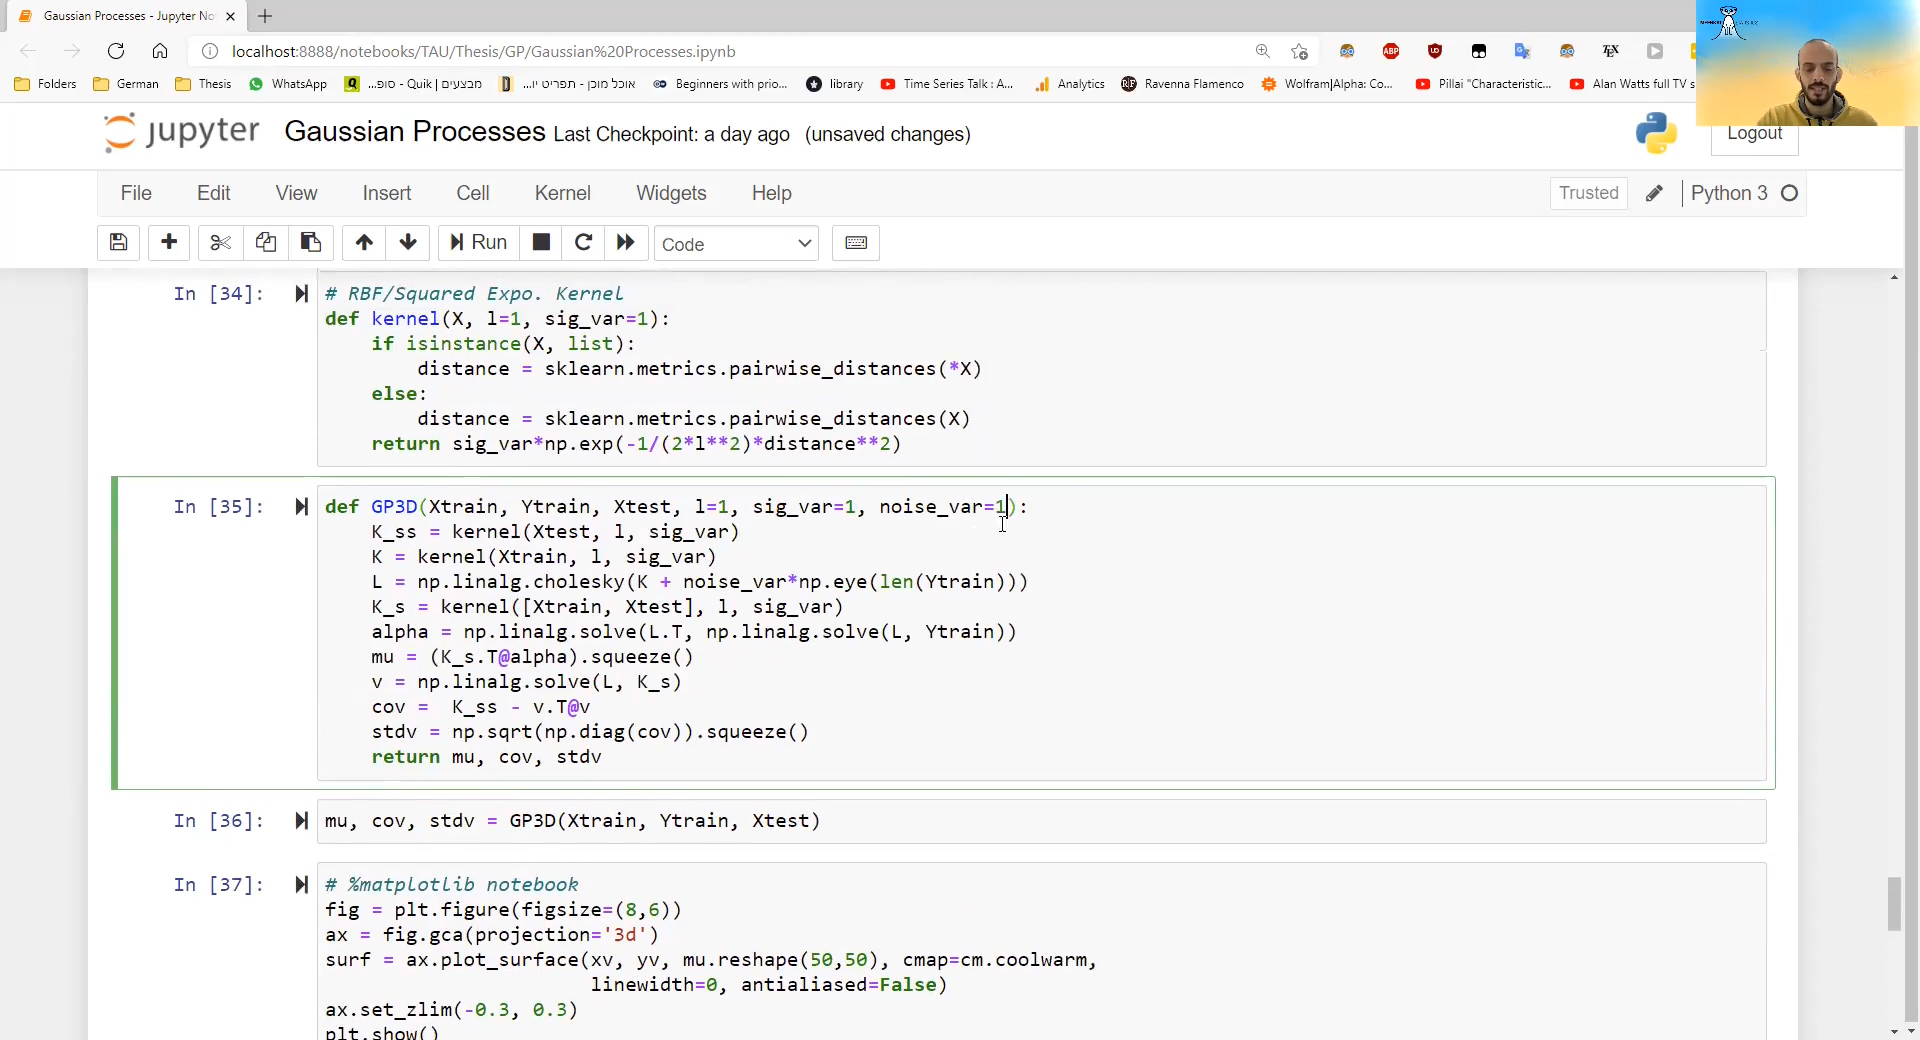 Gaussian Processes - Jupyter No
localhost:8888/notebooks/TAU/Thesis/GP/Gaussian%20Processes.ipynb
ABP
TEX
Folders
German
Thesis
WhatsApp
מבצעים | Quik - סופ...
אוכל מוכן - תפריט יו...
Beginners with prio...
library
Time Series Talk : A...
Analytics
Ravenna Flamenco
Wolfram|Alpha: Co...
Pillai "Characteristic...
Alan Watts full TV s
jupyter
Gaussian Processes Last Checkpoint: a day ago (unsaved changes)
Logout
File Edit View Insert Cell Kernel Widgets Help
Trusted
Python 3
Run
Code
In [34]:
# RBF/Squared Expo. Kernel
def kernel(X, l=1, sig_var=1):
    if isinstance(X, list):
        distance = sklearn.metrics.pairwise_distances(*X)
    else:
        distance = sklearn.metrics.pairwise_distances(X)
    return sig_var*np.exp(-1/(2*l**2)*distance**2)
In [35]:
def GP3D(Xtrain, Ytrain, Xtest, l=1, sig_var=1, noise_var=1):
    K_ss = kernel(Xtest, l, sig_var)
    K = kernel(Xtrain, l, sig_var)
    L = np.linalg.cholesky(K + noise_var*np.eye(len(Ytrain)))
    K_s = kernel([Xtrain, Xtest], l, sig_var)
    alpha = np.linalg.solve(L.T, np.linalg.solve(L, Ytrain))
    mu = (K_s.T@alpha).squeeze()
    v = np.linalg.solve(L, K_s)
    cov =  K_ss - v.T@v
    stdv = np.sqrt(np.diag(cov)).squeeze()
    return mu, cov, stdv
In [36]:
mu, cov, stdv = GP3D(Xtrain, Ytrain, Xtest)
In [37]:
# %matplotlib notebook
fig = plt.figure(figsize=(8,6))
ax = fig.gca(projection='3d')
surf = ax.plot_surface(xv, yv, mu.reshape(50,50), cmap=cm.coolwarm,
                       linewidth=0, antialiased=False)
ax.set_zlim(-0.3, 0.3)
plt.show()